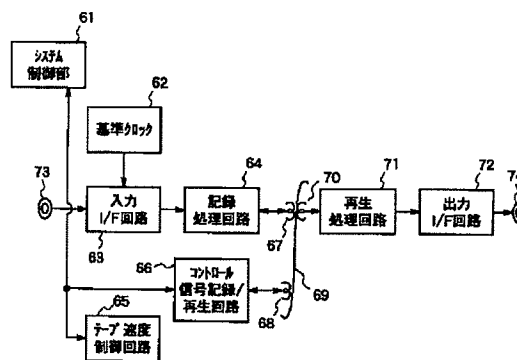 61
システム
制御部
62
基準クロック
73
入力
I/F回路
63
64
記録
処理回路
70
67
71
再生
処理回路
72
出力
I/F回路
74
66
コントロール
信号記録/
再生回路
68
69
65
テープ速度
制御回路